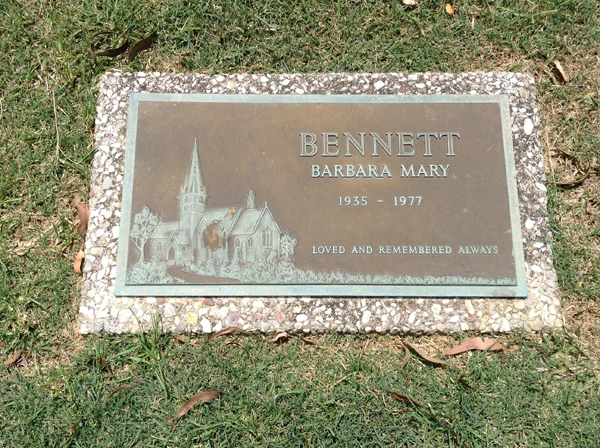 BENNETT
BARBARA MARY
1935 - 1977
LOVED AND REMEMBERED ALWAYS